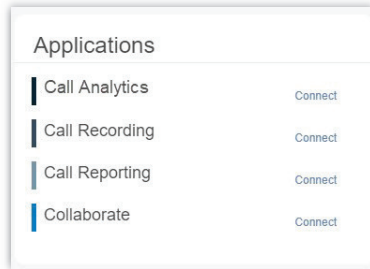 Applications
Call Analytics
Connect
Call Recording
Connect
Call Reporting
Connect
Collaborate
Connect